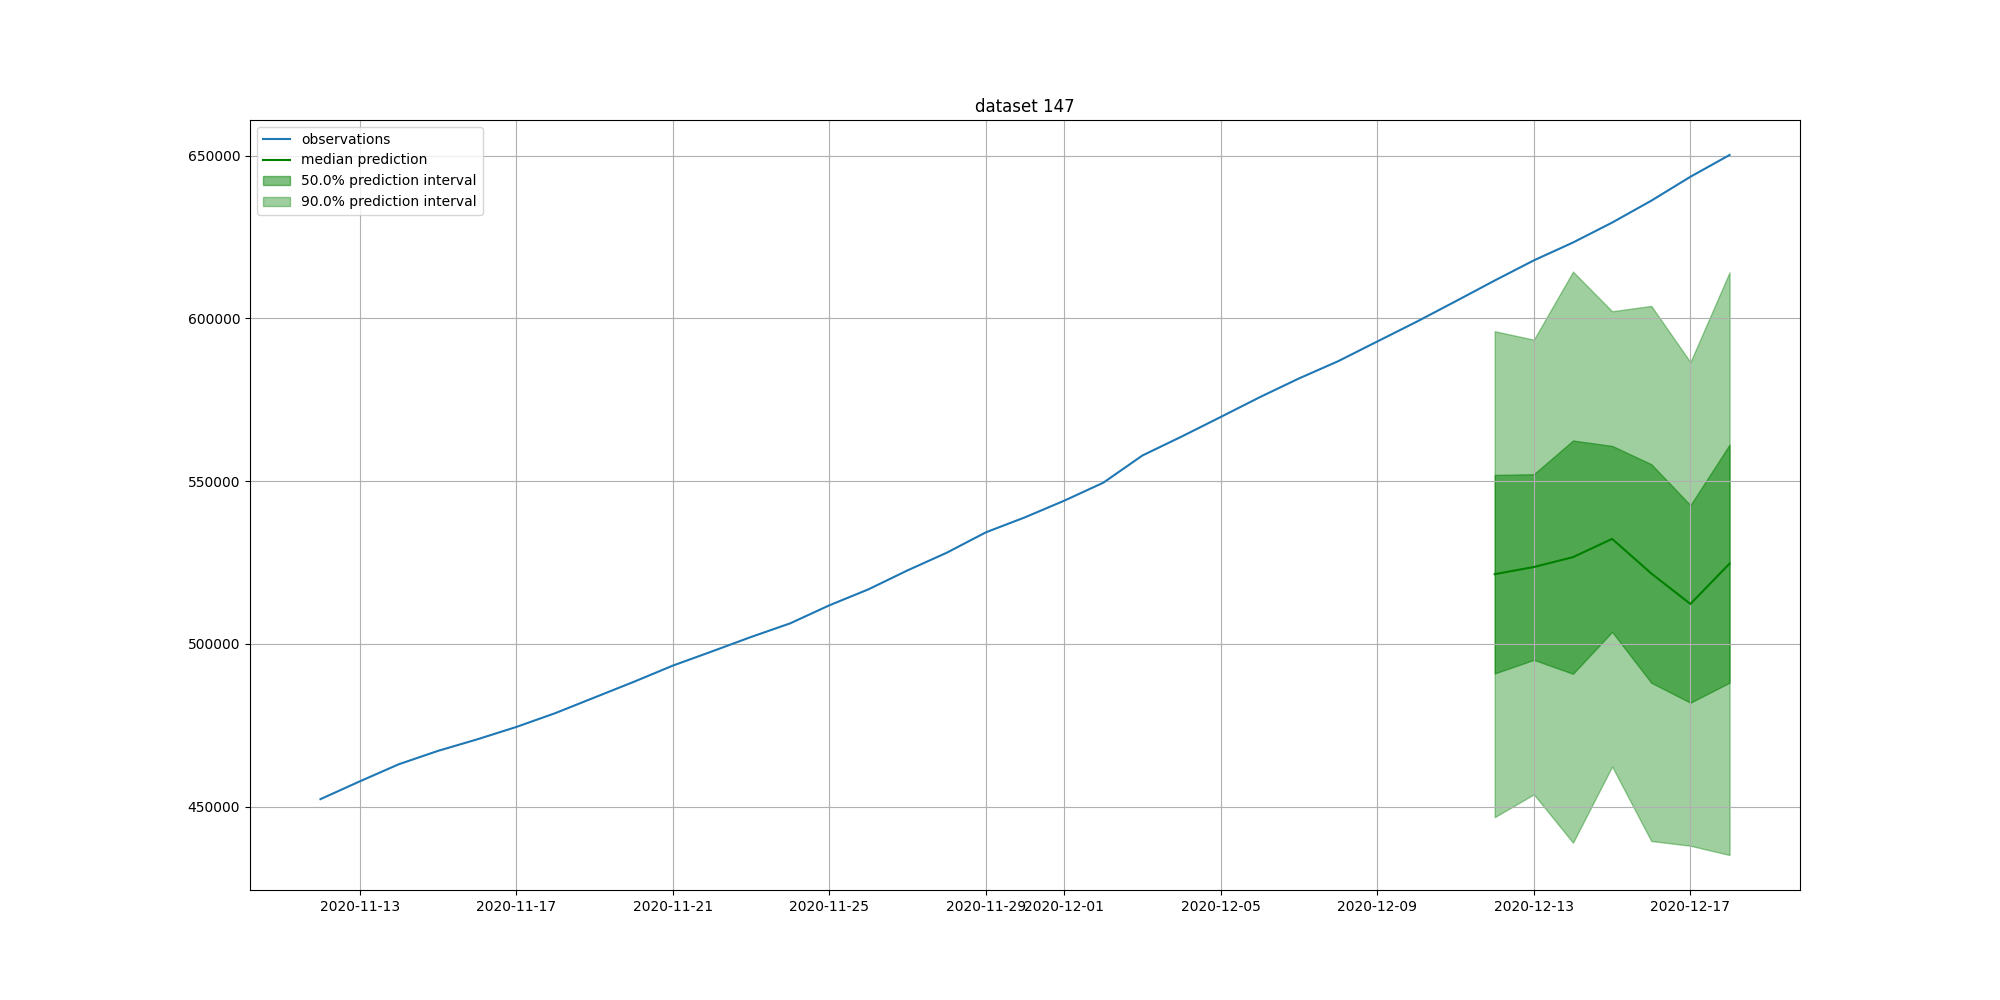 dataset 147
observations
median prediction
50.0% prediction interval
90.0% prediction interval
650000
600000
550000
500000
450000
2020-11-13 2020-11-17 2020-11-21 2020-11-25 2020-11-29 2020-12-01 2020-12-05 2020-12-09 2020-12-13 2020-12-17